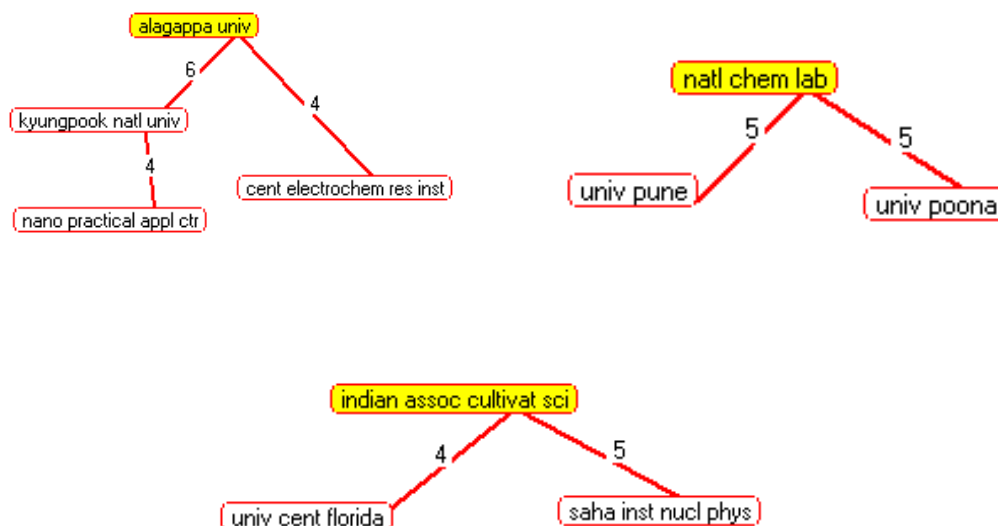 alagappa univ
6
4
kyungpook natl univ
4
cent electrochem res inst
nano practical appl ctr
natl chem lab
5
5
univ pune
univ poona
indian assoc cultivat sci
4
5
univ cent florida
saha inst nucl phys